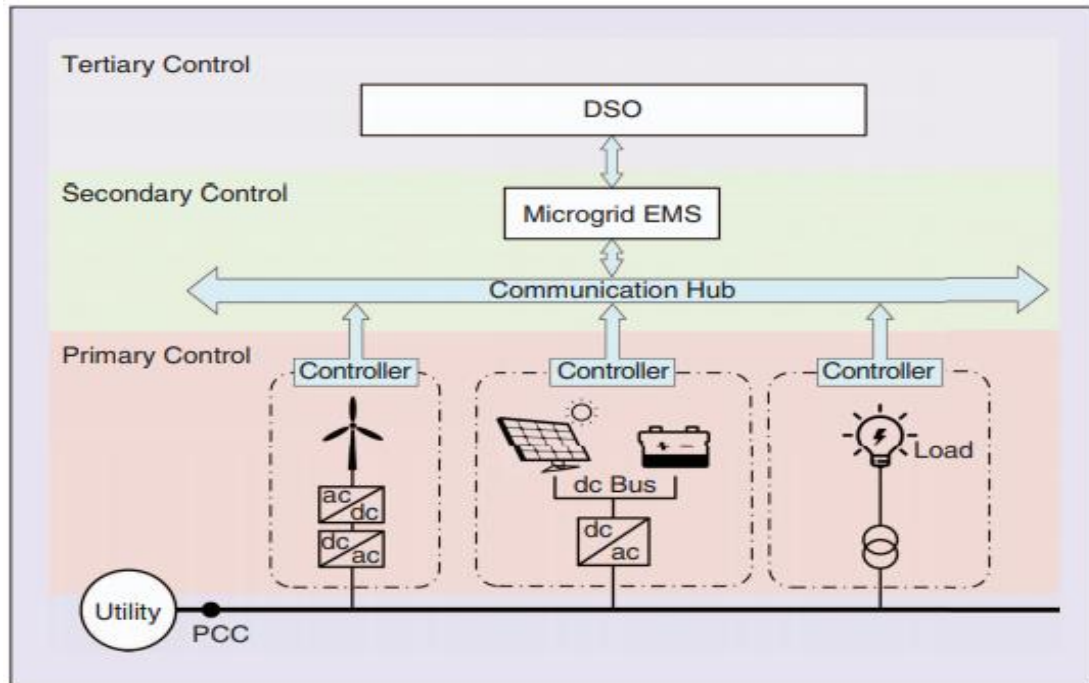 Tertiary Control
DSO
Secondary Control
Microgrid EMS
Communication Hub
Primary Control
Controller
Controller
Controller
Load
dc Bus
ac
dc
dc
ac
dc
ac
Utility
PCC